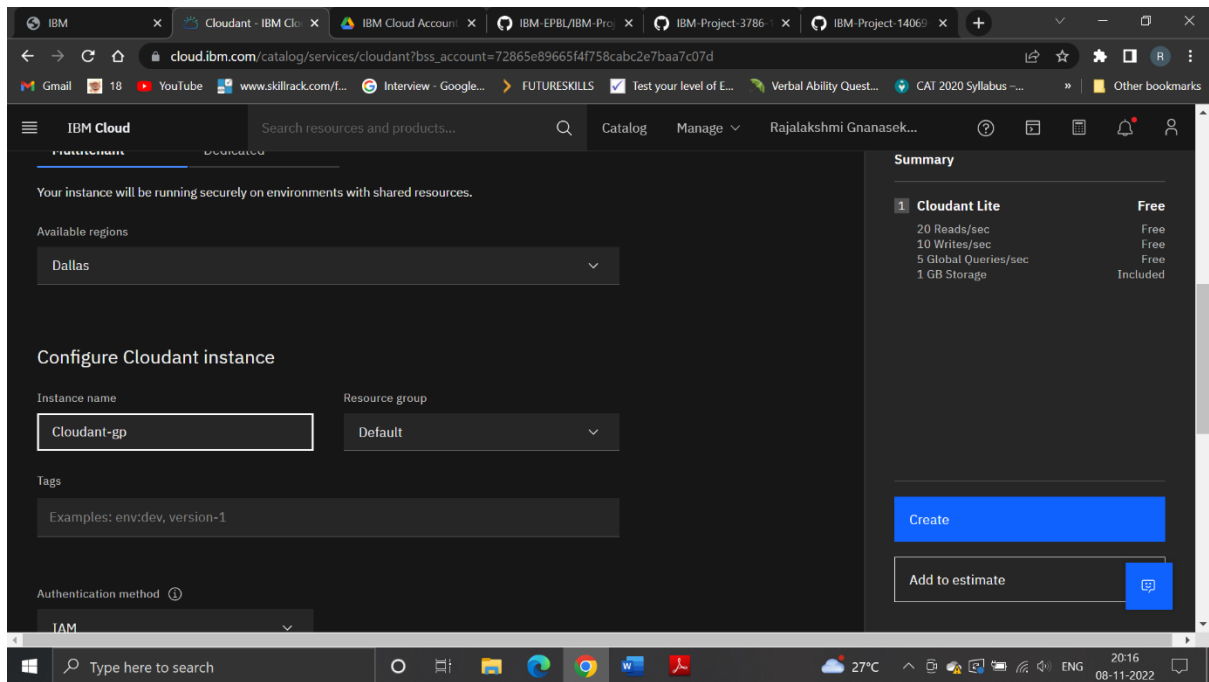 IBM
Cloudant - IBM Clo
IBM Cloud Account
IBM-EPBL/IBM-Pro
IBM-Project-3786-1
IBM-Project-14069
cloud.ibm.com/catalog/services/cloudant?bss_account=72865e89665f4f758cabc2e7baa7c07d
R
Gmail
18
YouTube
www.skillrack.com/f...
Interview - Google...
FUTURESKILLS
Test your level of E...
Verbal Ability Quest...
CAT 2020 Syllabus –...
»
Other bookmarks
IBM Cloud
Search resources and products...
Catalog
Manage
Rajalakshmi Gnanasek...
Multitenant
Dedicated
Your instance will be running securely on environments with shared resources.
Available regions
Dallas
Configure Cloudant instance
Instance name
Resource group
Cloudant-gp
Default
Tags
Examples: env:dev, version-1
Authentication method
IAM
Summary
1 Cloudant Lite Free
20 Reads/sec Free
10 Writes/sec Free
5 Global Queries/sec Free
1 GB Storage Included
Create
Add to estimate
Type here to search
27°C
ENG
20:16
08-11-2022